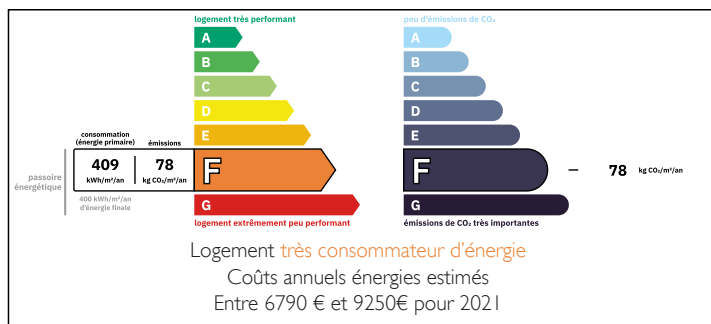 logement très performant
A
B
C
D
E
consommation
(énergie primaire)
émissions
409
kWh/m²/an
78
kg CO₂/m²/an
F
passoire
énergétique
400 kWh/m²/an
d'énergie finale
G
logement extrêmement peu performant
peu d'émissions de CO₂
A
B
C
D
E
F
78 kg CO₂/m²/an
G
émissions de CO₂ très importantes
Logement très consommateur d'énergie
Coûts annuels énergies estimés
Entre 6790 € et 9250€ pour 2021